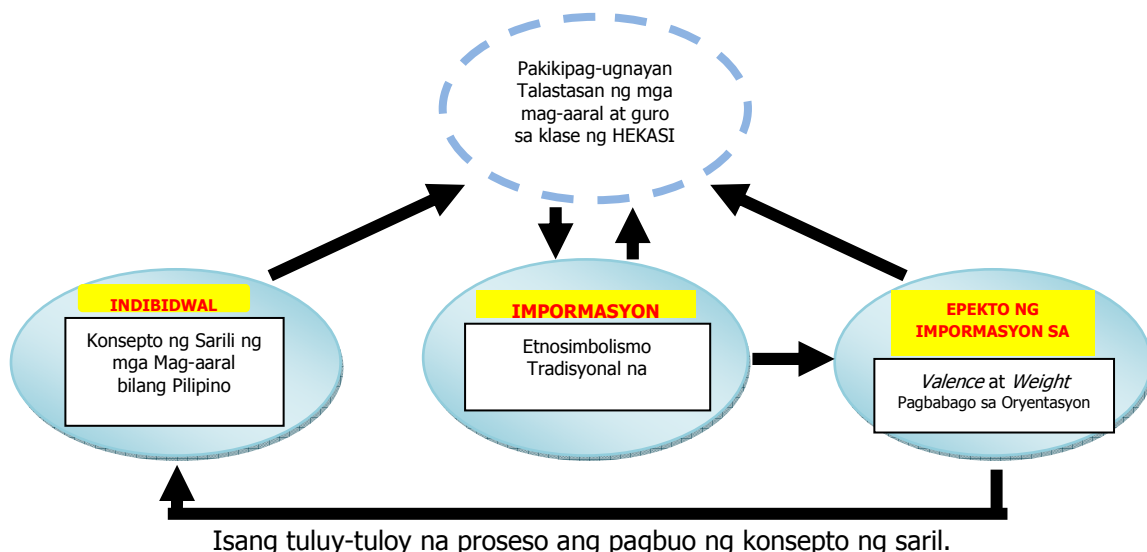 Pakikipag-ugnayan
Talastasan ng mga
mag-aaral at guro
sa klase ng HEKASI
INDIBIDWAL
Konsepto ng Sarili ng
mga Mag-aaral
bilang Pilipino
IMPORMASYON
Etnosimbolismo
Tradisyonal na
EPEKTO NG
IMPORMASYON SA
Valence at Weight
Pagbabago sa Oryentasyon
Isang tuluy-tuloy na proseso ang pagbuo ng konsepto ng saril.